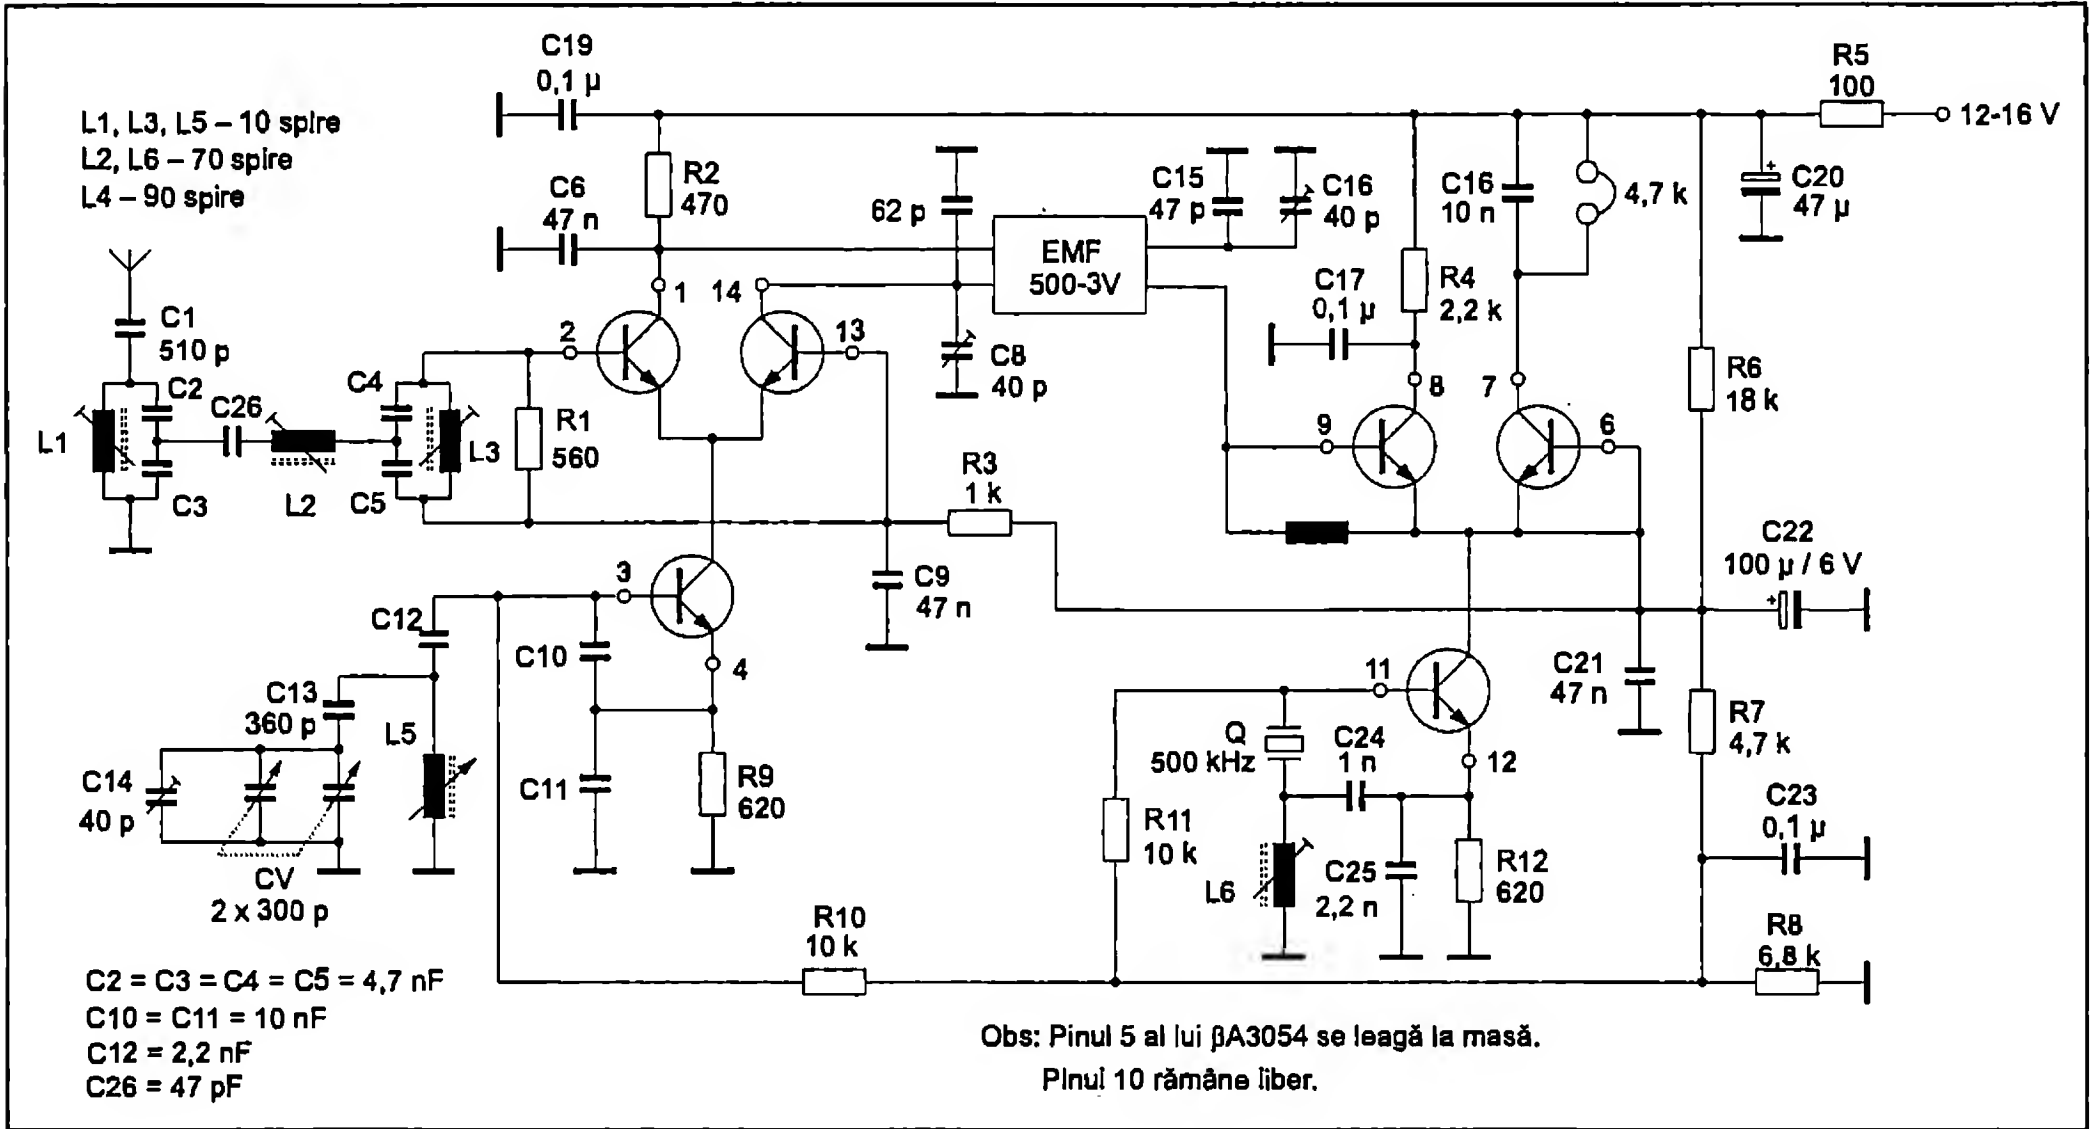 L1, L3, L5 – 10 spire
L2, L6 – 70 spire
L4 – 90 spire
C19
0,1 µ
R5
100
12-16 V
R2
470
C6
47 n
62 p
C15
47 p
C16
40 p
C16
10 n
4,7 k
+
C20
47 µ
EMF
500-3V
C1
510 p
1
14
2
13
C8
40 p
C17
0,1 µ
R4
2,2 k
R6
18 k
C2
C26
C4
L1
C3
L2
C5
L3
R1
560
8
7
9
6
R3
1 k
C22
100 µ / 6 V
+
3
C9
47 n
C12
C10
4
C13
360 p
L5
C14
40 p
C11
R9
620
CV
2 x 300 p
11
C21
47 n
R7
4,7 k
Q
500 kHz
C24
1 n
12
R11
10 k
L6
C25
2,2 n
R12
620
C23
0,1 µ
R10
10 k
R8
6,8 k
C2 = C3 = C4 = C5 = 4,7 nF
C10 = C11 = 10 nF
C12 = 2,2 nF
C26 = 47 pF
Obs: Pinul 5 al lui βA3054 se leagă la masă.
Pinul 10 rămâne liber.